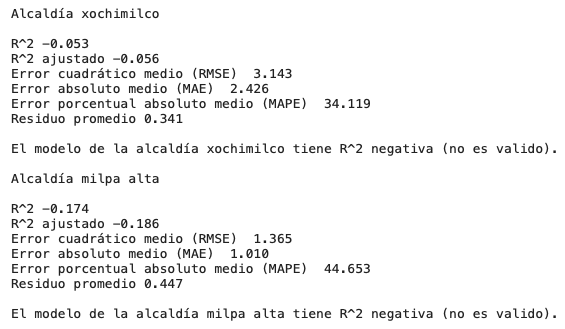 Alcaldía xochimilco
R^2 -0.053
R^2 ajustado -0.056
Error cuadrático medio (RMSE)  3.143
Error absoluto medio (MAE)  2.426
Error porcentual absoluto medio (MAPE)  34.119
Residuo promedio 0.341
El modelo de la alcaldía xochimilco tiene R^2 negativa (no es valido).
Alcaldía milpa alta
R^2 -0.174
R^2 ajustado -0.186
Error cuadrático medio (RMSE)  1.365
Error absoluto medio (MAE)  1.010
Error porcentual absoluto medio (MAPE)  44.653
Residuo promedio 0.447
El modelo de la alcaldía milpa alta tiene R^2 negativa (no es valido).